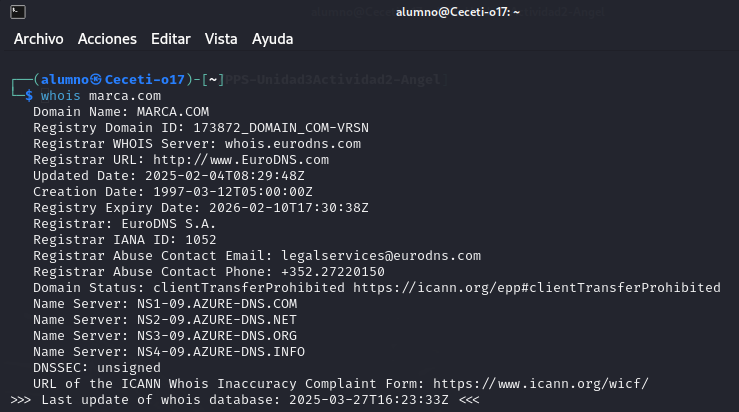 alumno@Ceceti-o17: ~
Archivo Acciones Editar Vista Ayuda
┌──(alumno㉿Ceceti-o17)-[~]
└─$ whois marca.com
Domain Name: MARCA.COM
Registry Domain ID: 173872_DOMAIN_COM-VRSN
Registrar WHOIS Server: whois.eurodns.com
Registrar URL: http://www.EuroDNS.com
Updated Date: 2025-02-04T08:29:48Z
Creation Date: 1997-03-12T05:00:00Z
Registry Expiry Date: 2026-02-10T17:30:38Z
Registrar: EuroDNS S.A.
Registrar IANA ID: 1052
Registrar Abuse Contact Email: legalservices@eurodns.com
Registrar Abuse Contact Phone: +352.27220150
Domain Status: clientTransferProhibited https://icann.org/epp#clientTransferProhibited
Name Server: NS1-09.AZURE-DNS.COM
Name Server: NS2-09.AZURE-DNS.NET
Name Server: NS3-09.AZURE-DNS.ORG
Name Server: NS4-09.AZURE-DNS.INFO
DNSSEC: unsigned
URL of the ICANN Whois Inaccuracy Complaint Form: https://www.icann.org/wicf/
>>> Last update of whois database: 2025-03-27T16:23:33Z <<<